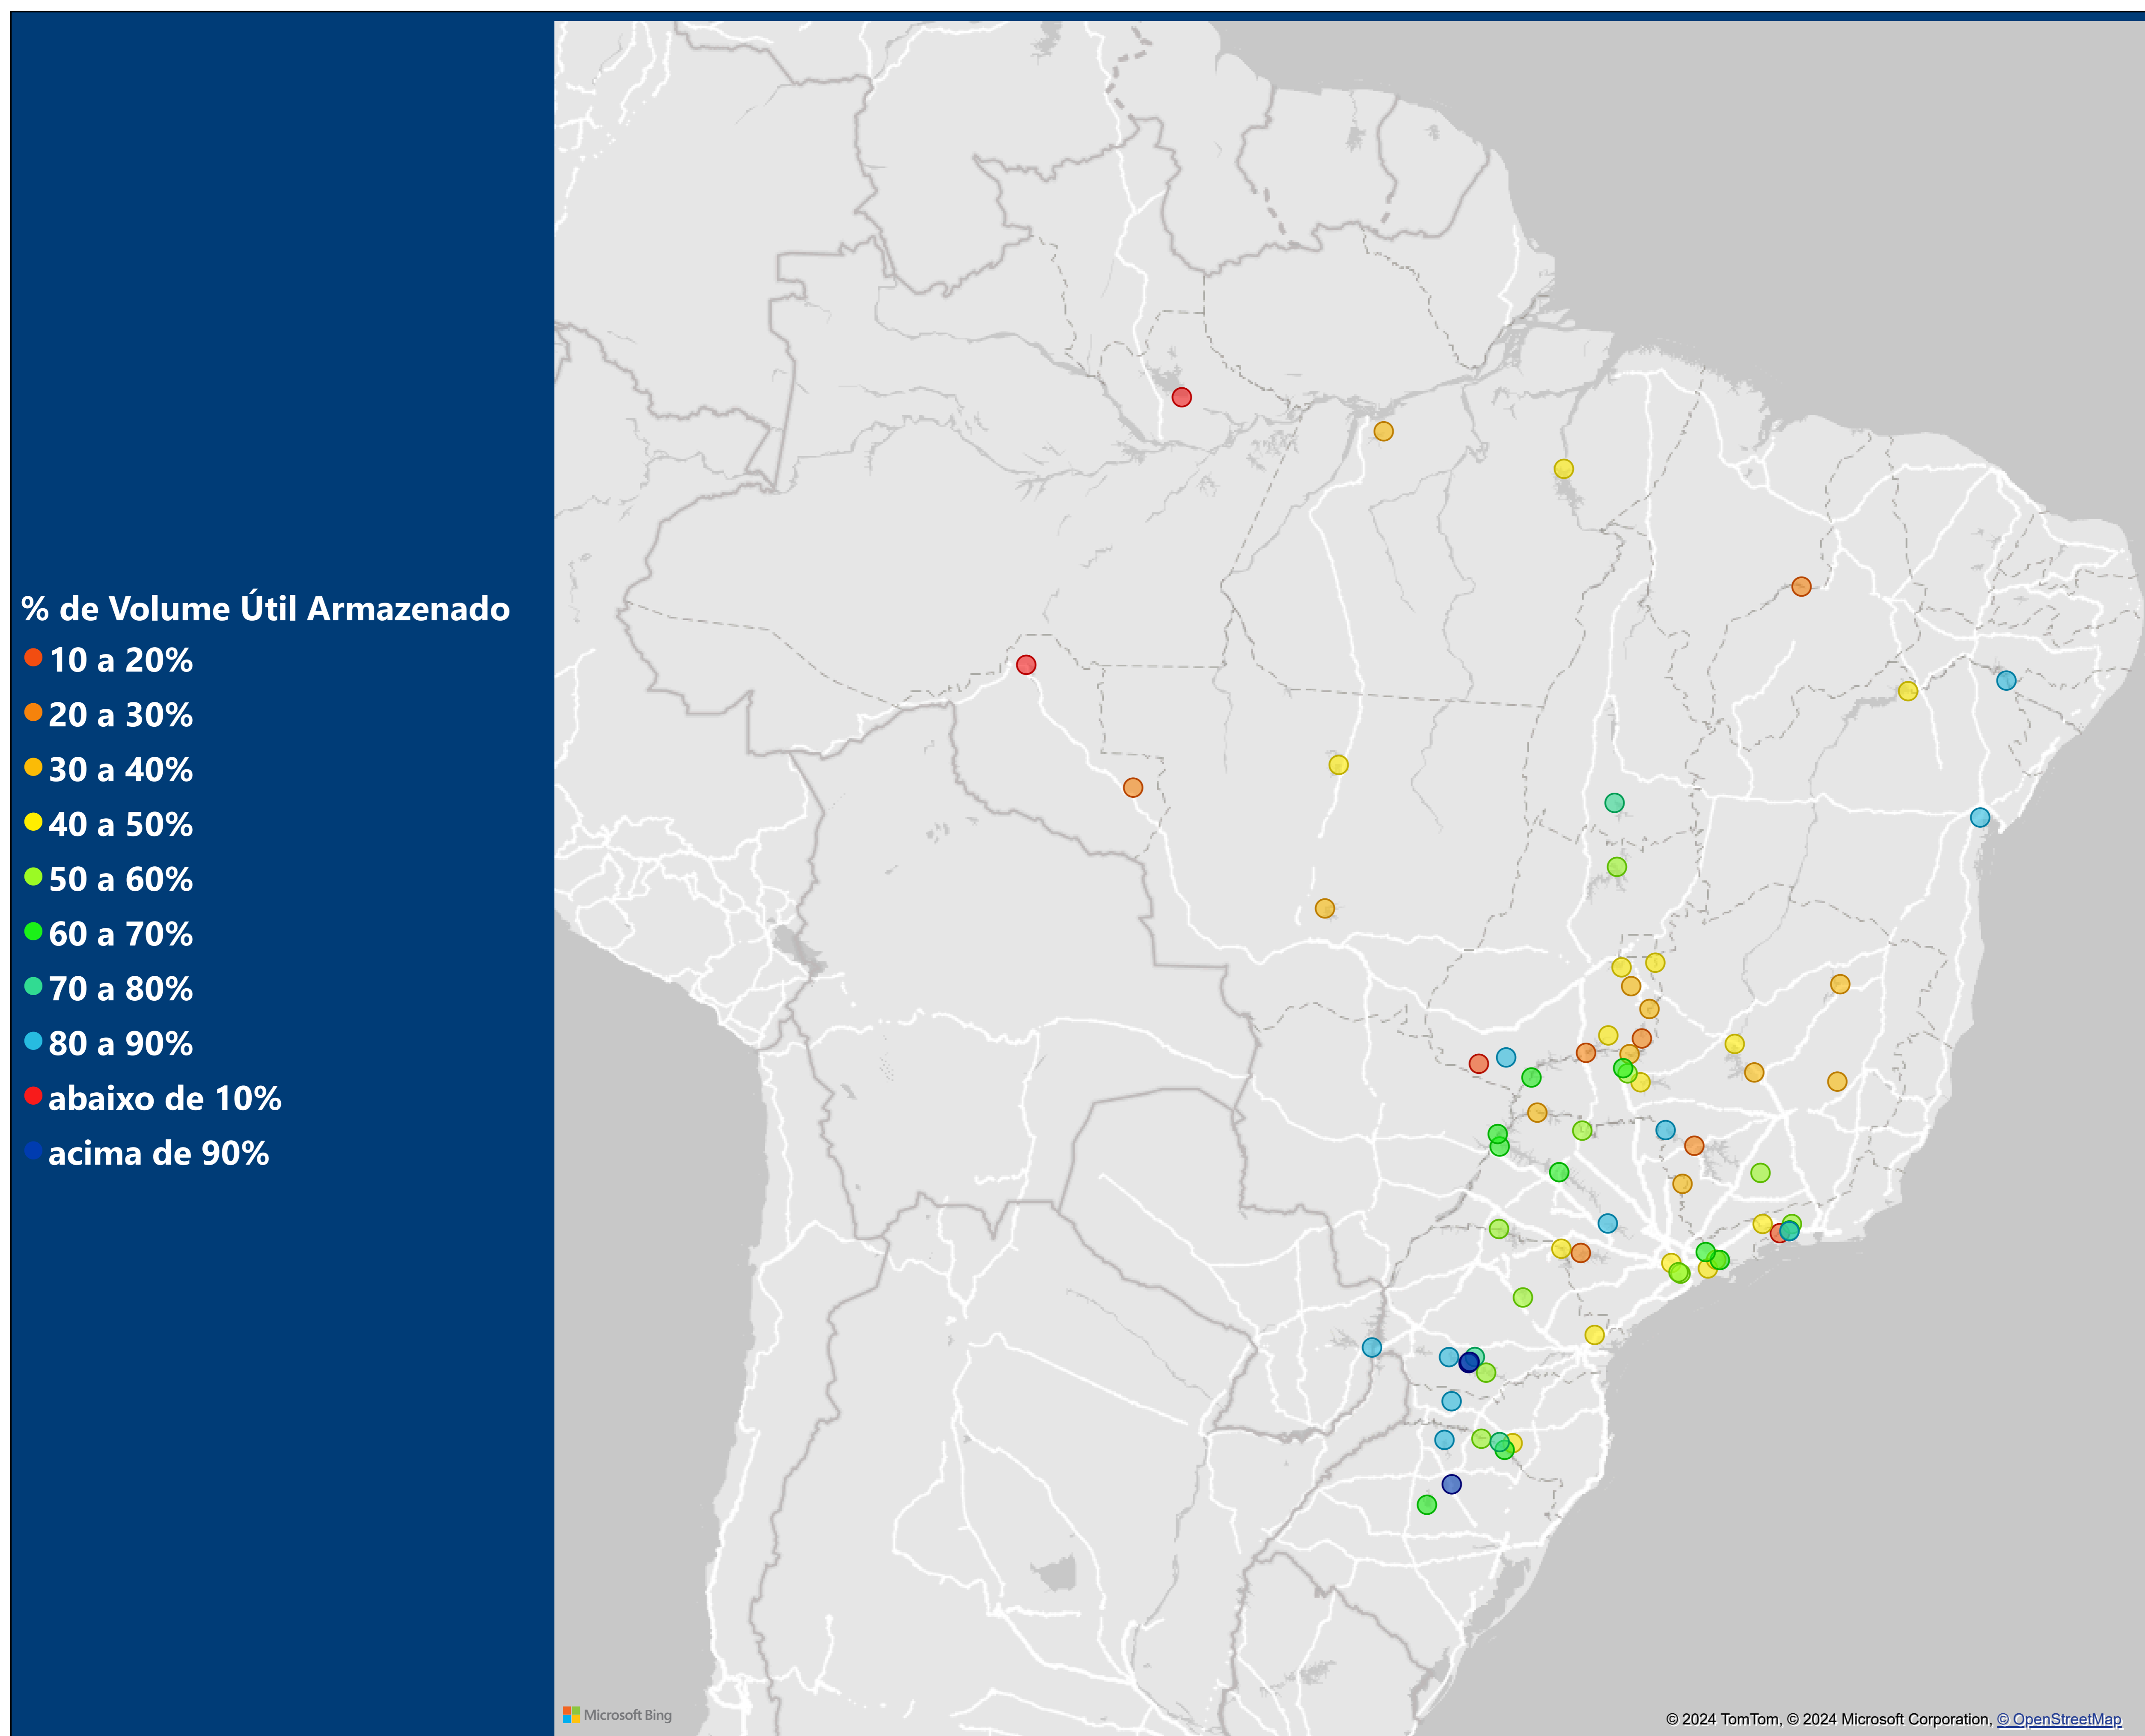 % de Volume Útil Armazenado
10 a 20%
20 a 30%
30 a 40%
40 a 50%
50 a 60%
60 a 70%
70 a 80%
80 a 90%
abaixo de 10%
acima de 90%
Microsoft Bing
© 2024 TomTom, © 2024 Microsoft Corporation, © OpenStreetMap